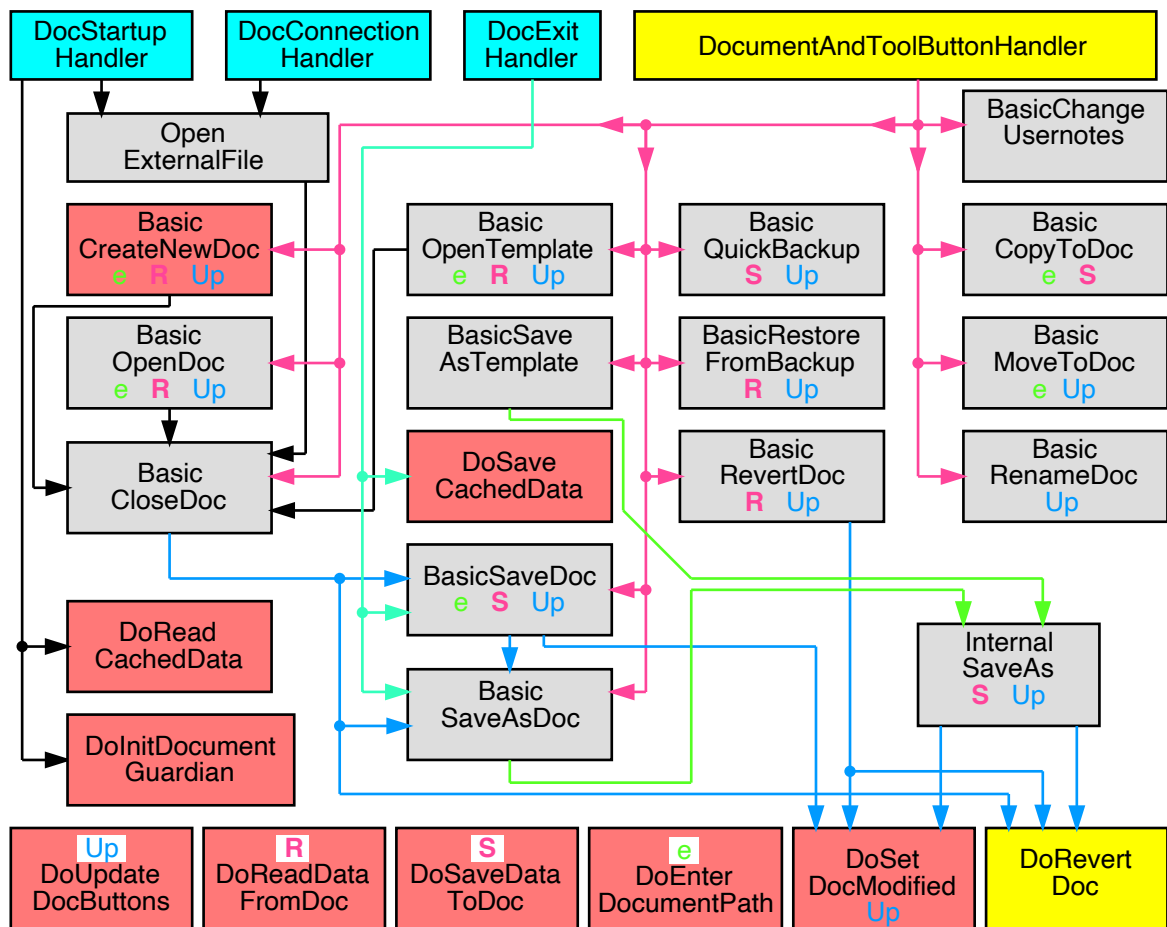 DocStartup
Handler
DocConnection
Handler
DocExit
Handler
DocumentAndToolButtonHandler
Open
ExternalFile
BasicChange
Usernotes
Basic
CreateNewDoc
e R Up
Basic
OpenTemplate
e R Up
Basic
QuickBackup
S Up
Basic
CopyToDoc
e S
Basic
OpenDoc
e R Up
BasicSave
AsTemplate
BasicRestore
FromBackup
R Up
Basic
MoveToDoc
e Up
Basic
CloseDoc
DoSave
CachedData
Basic
RevertDoc
R Up
Basic
RenameDoc
Up
BasicSaveDoc
e S Up
DoRead
CachedData
Internal
SaveAs
S Up
Basic
SaveAsDoc
DoInitDocument
Guardian
Up
DoUpdate
DocButtons
R
DoReadData
FromDoc
S
DoSaveData
ToDoc
e
DoEnter
DocumentPath
DoSet
DocModified
Up
DoRevert
Doc